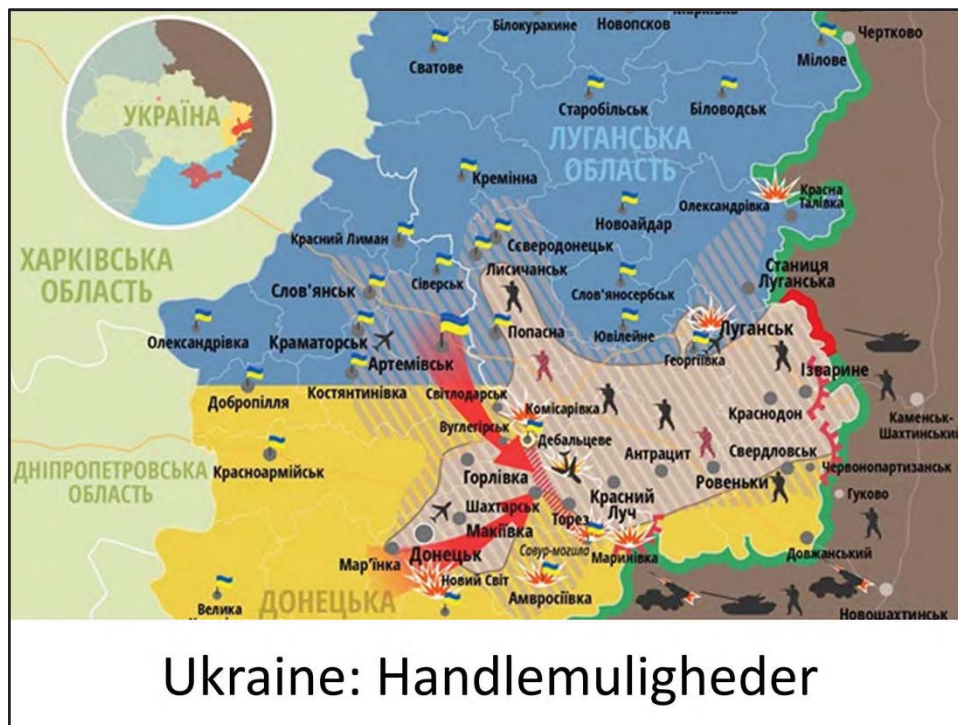 Білокуракине
Новопсков
Чертково
Сватове
Мілове
Старобільськ
Біловодськ
УКРАЇНА
ЛУГАНСЬКА
ОБЛАСТЬ
Кремінна
Красна
Талівка
Олександрівка
Новоайдар
Красний Лиман
Сєверодонецьк
ХАРКІВСЬКА
ОБЛАСТЬ
Лисичанськ
Станиця
Луганська
Слов'янськ
Сіверськ
Слов'яносербськ
Олександрівка
Краматорськ
Попасна
Ювілейне
Луганськ
Артемівськ
Георгіївка
Ізварине
Костянтинівка
Світлодарськ
Добропілля
Комісарівка
Краснодон
Каменськ-
Шахтинський
Вуглегірськ
Дебальцеве
ДНІПРОПЕТРОВСЬКА
ОБЛАСТЬ
Красноармійськ
Антрацит
Свердловськ
Червонопартизанськ
Горлівка
Ровеньки
Красний
Луч
Гуково
Шахтарськ
Торез
Макіївка
Донецьк
Савур-могила
Маринівка
Довжанський
Мар'їнка
Новий Світ
Амвросіївка
Велика
ДОНЕЦЬКА
Новошахтинськ
Ukraine: Handlemuligheder